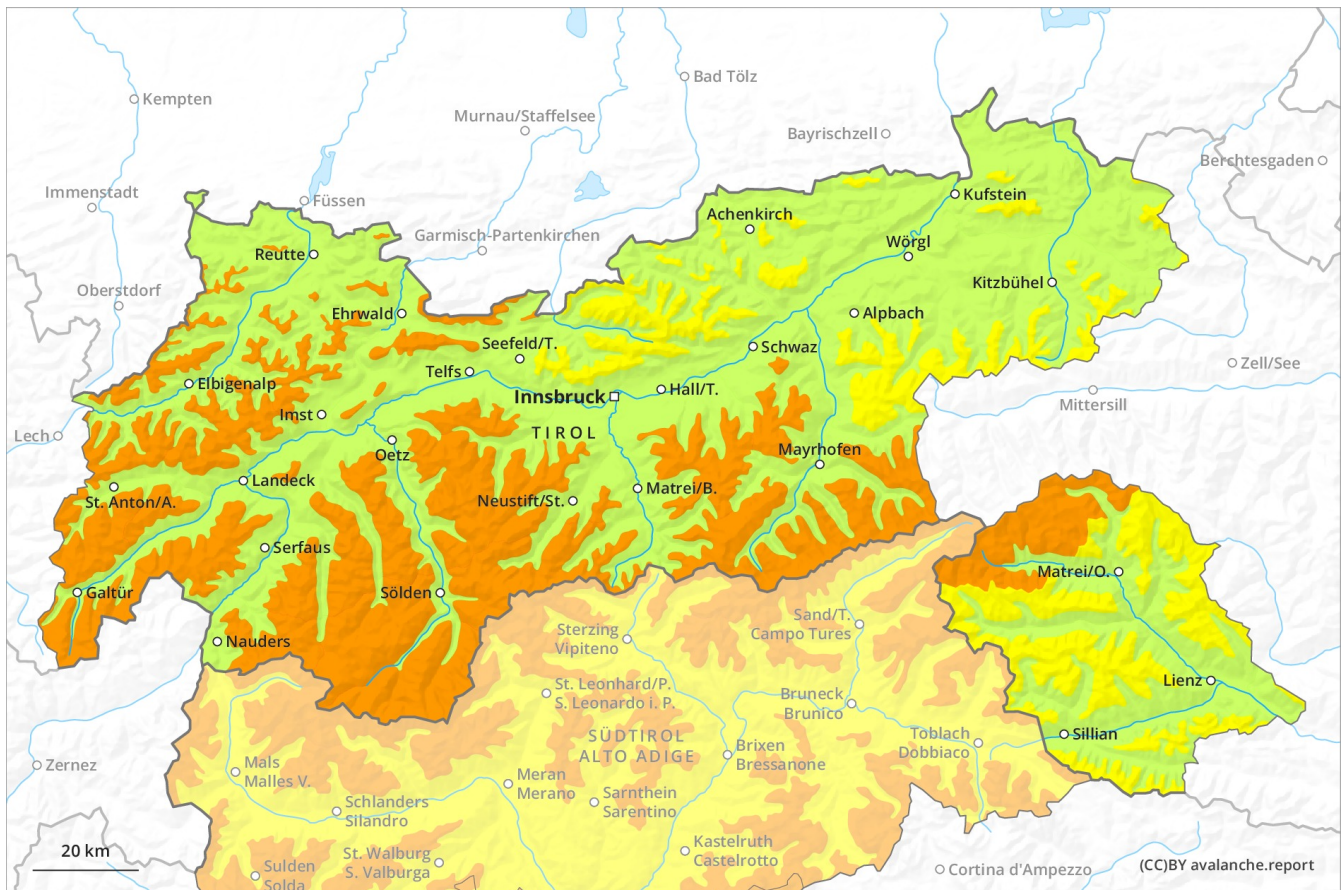 Kempten
Bad Tölz
Murnau/Staffelsee
Bayrischzell
Berchtesgaden
Immenstadt
Füssen
Kufstein
Achenkirch
Garmisch-Partenkirchen
Reutte
Wörgl
Oberstdorf
Kitzbühel
Ehrwald
Alpbach
Seefeld/T.
Schwaz
Zell/See
Telfs
Elbigenalp
Hall/T.
Innsbruck
Mittersill
Imst
TIROL
Lech
Oetz
Mayrhofen
Landeck
St. Anton/A.
Neustift/St.
Matrei/B.
Serfaus
Matrei/O.
Galtür
Sölden
Sand/T.
Campo Tures
Sterzing
Vipiteno
Nauders
Lienz
St. Leonhard/P.
S. Leonardo i. P.
Bruneck
Brunico
SÜDTIROL
ALTO ADIGE
Toblach
Dobbiaco
Sillian
Brixen
Bressanone
Zernez
Mals
Malles V.
Meran
Merano
Sarnthein
Sarentino
Schlanders
Silandro
Kastelruth
Castelrotto
20 km
St. Walburg
S. Valburga
Sulden
Solda
Cortina d'Ampezzo
(CC)BY avalanche.report